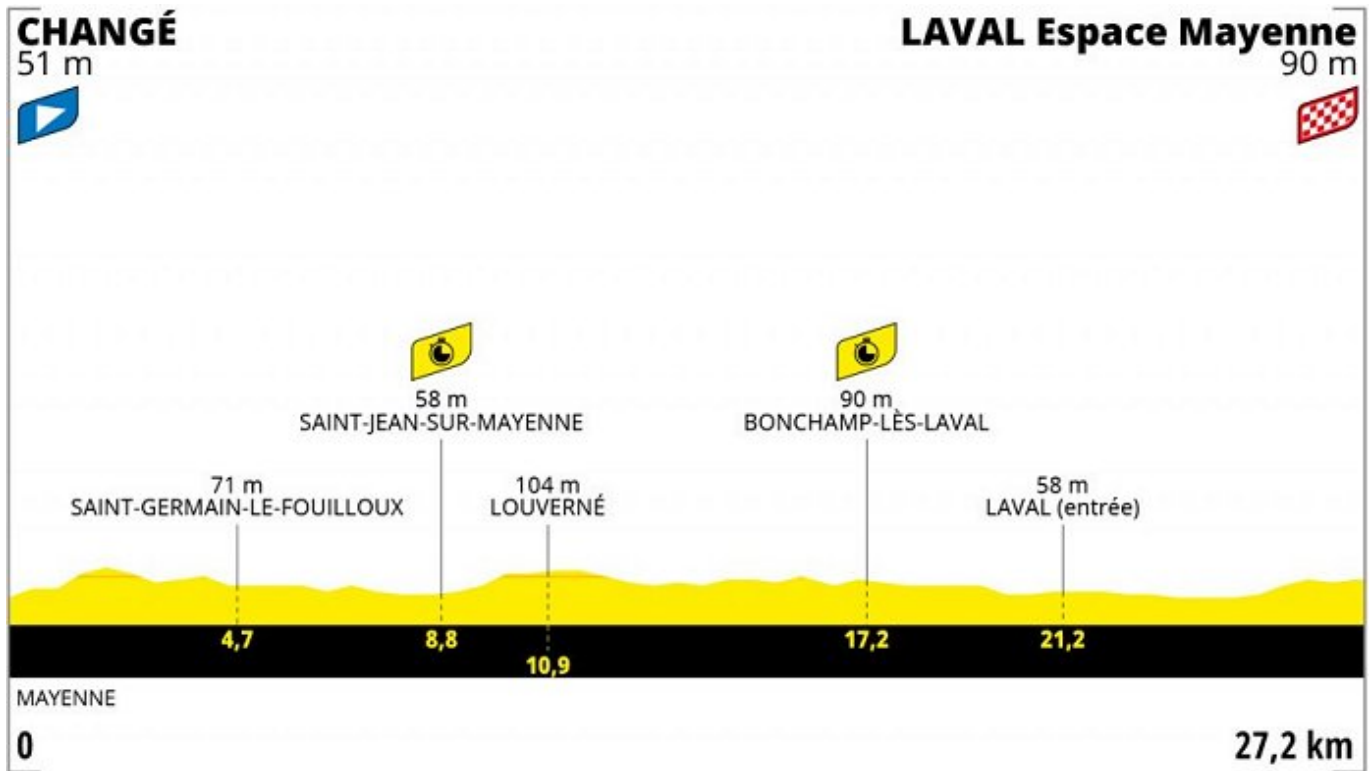 CHANGÉ
51 m
LAVAL Espace Mayenne
90 m
58 m
SAINT-JEAN-SUR-MAYENNE
90 m
BONCHAMP-LÈS-LAVAL
71 m
SAINT-GERMAIN-LE-FOUILLOUX
104 m
LOUVERNÉ
58 m
LAVAL (entrée)
4,7
8,8
10,9
17,2
21,2
MAYENNE
0
27,2 km